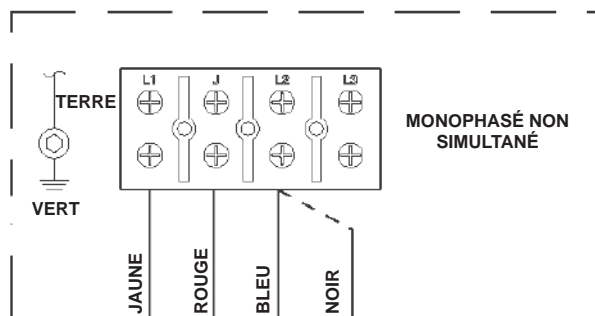 L1 J L2 L3
TERRE
MONOPHASÉ NON
SIMULTANÉ
VERT
JAUNE
ROUGE
BLEU
NOIR